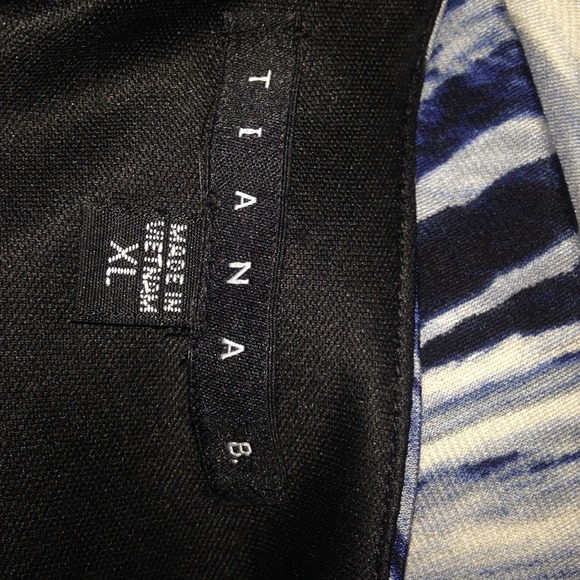 TIANA B.
MADE IN
VIETNAM
XL